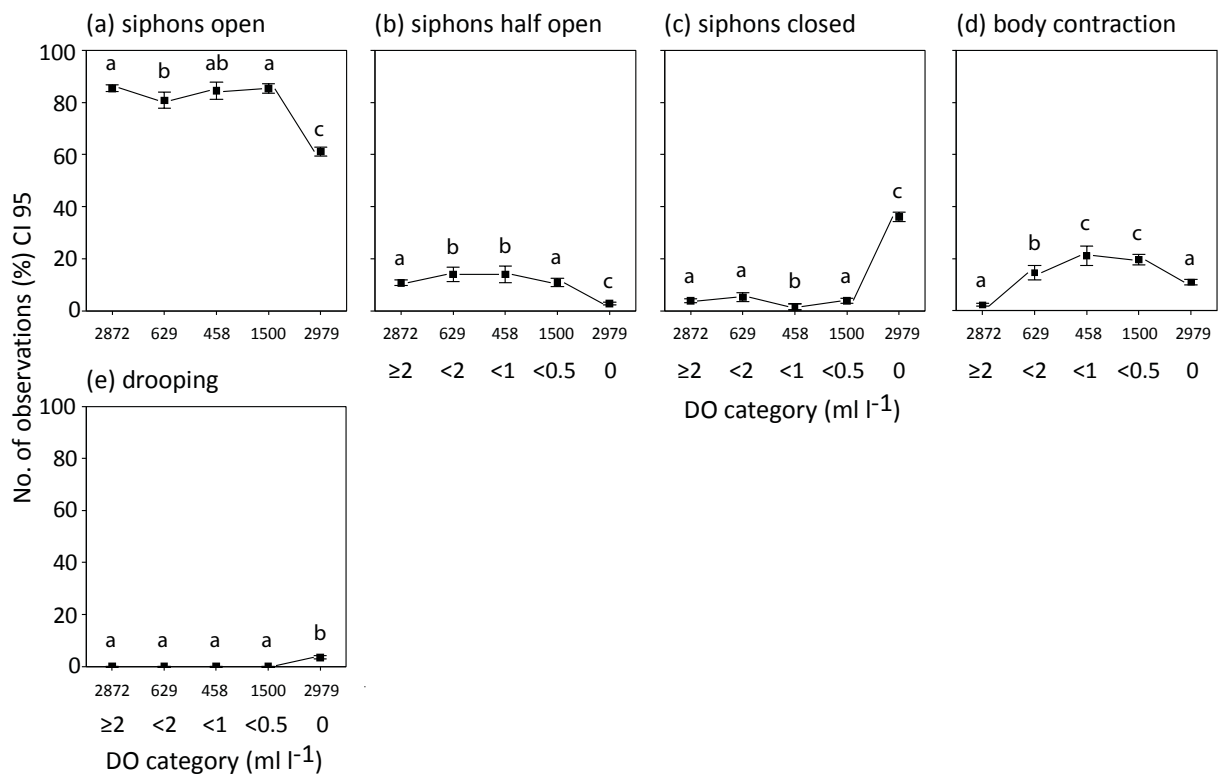 (a) siphons open
(b) siphons half open
(c) siphons closed
(d) body contraction
No. of observations (%) CI 95
100
80
60
40
20
0
a b ab a c
a b b a c
a a b a c
a b c c a
2872 629 458 1500 2979
2872 629 458 1500 2979
2872 629 458 1500 2979
2872 629 458 1500 2979
≥2 <2 <1 <0.5 0
≥2 <2 <1 <0.5 0
≥2 <2 <1 <0.5 0
DO category (ml l-1)
(e) drooping
100
80
60
40
20
0
a a a a b
2872 629 458 1500 2979
≥2 <2 <1 <0.5 0
DO category (ml l-1)